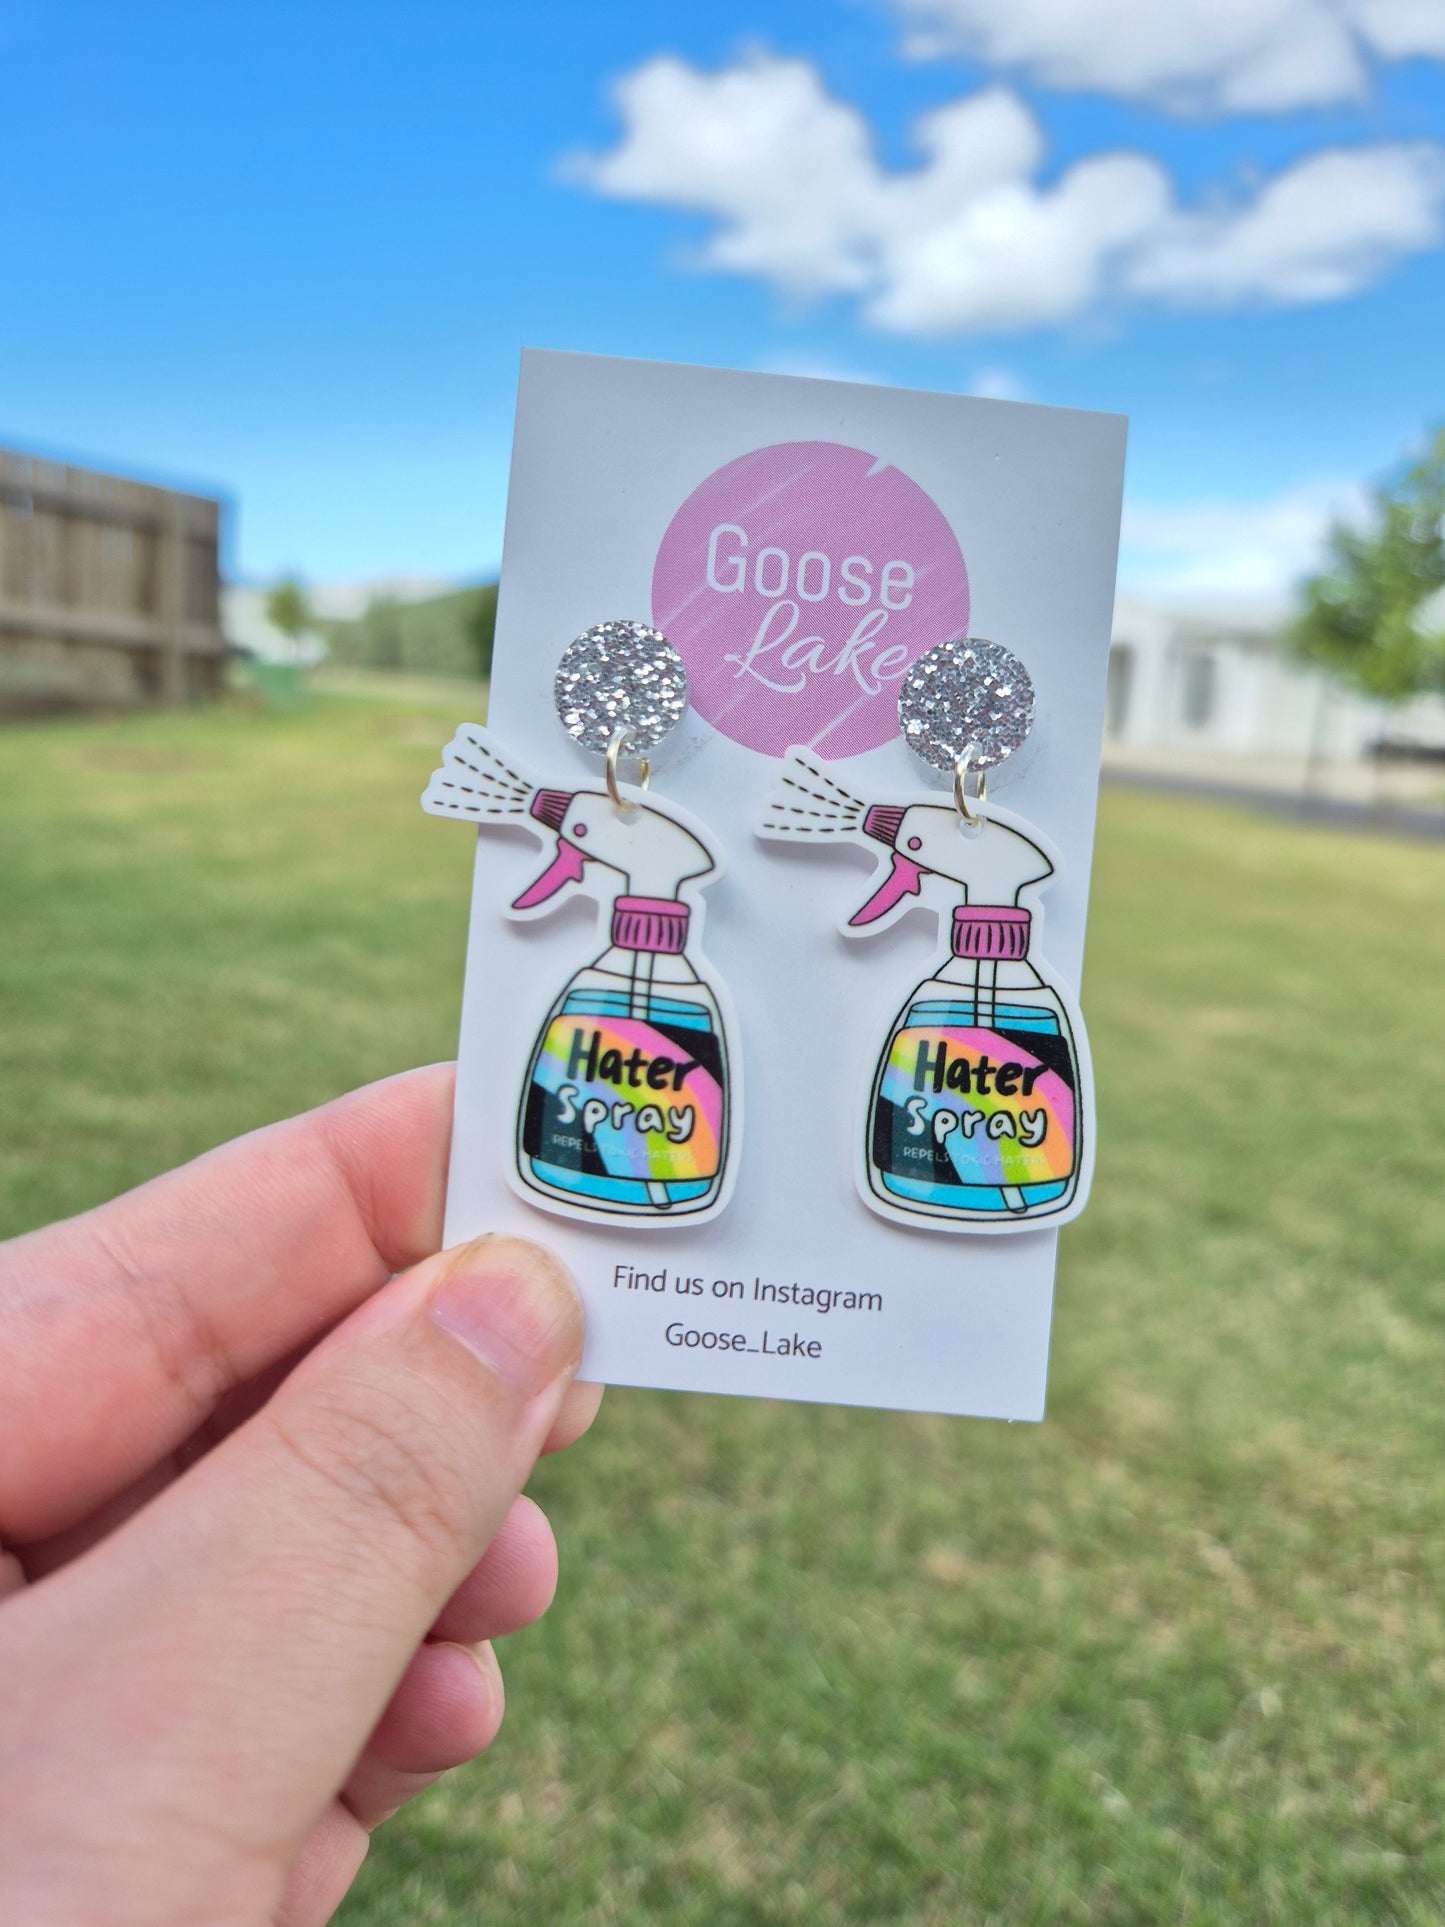 Goose
Lake
Hater
Spray
REPELS TOXIC HATERS
Hater
Spray
REPELS TOXIC HATERS
Find us on Instagram
Goose_Lake